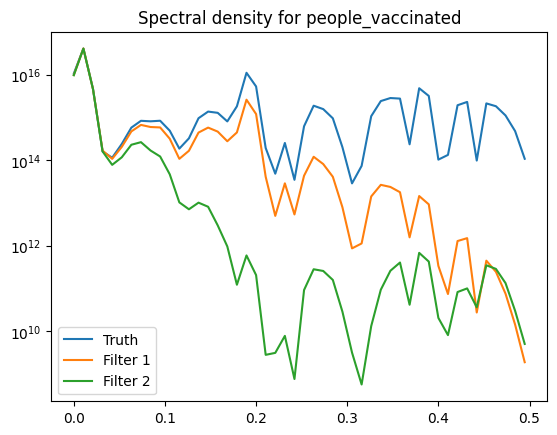 Spectral density for people_vaccinated
10^16
10^14
10^12
10^10
Truth
Filter 1
Filter 2
0.0 0.1 0.2 0.3 0.4 0.5